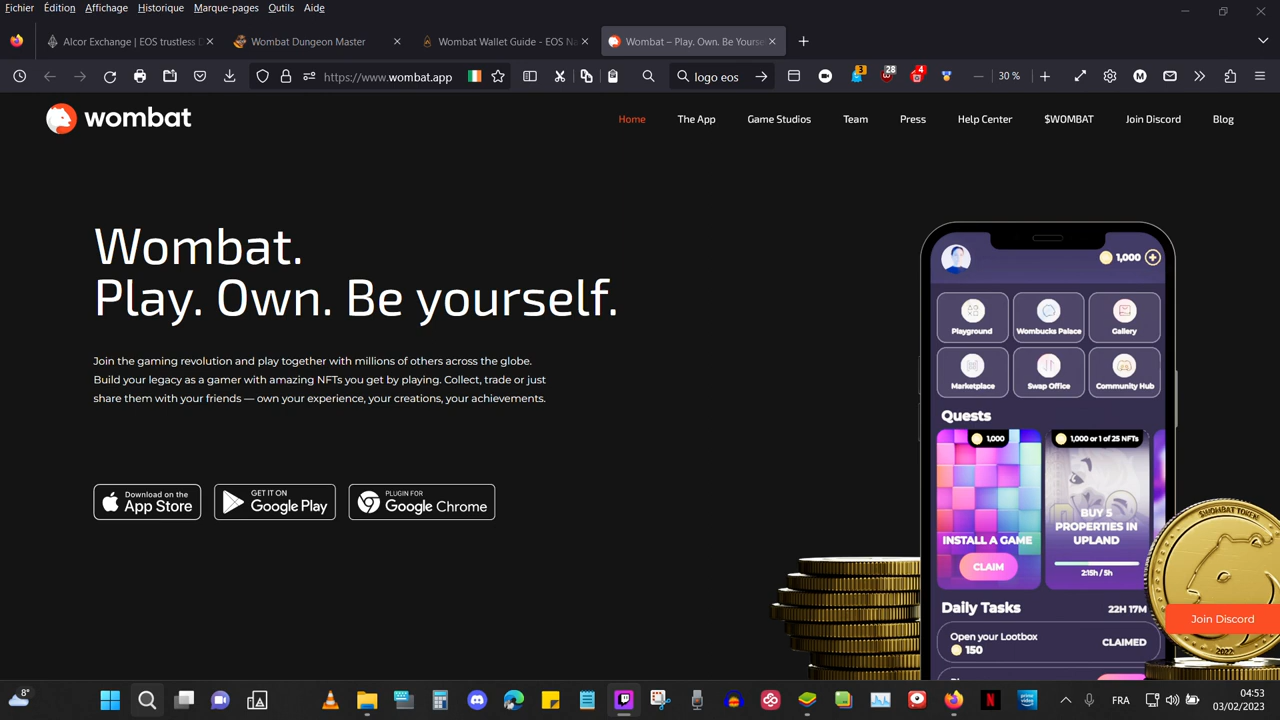 Fichier Édition Affichage Historique Marque-pages Outils Aide
Alcor Exchange | EOS trustless D
Wombat Dungeon Master
Wombat Wallet Guide - EOS Na
Wombat – Play. Own. Be Yourse
https://www.wombat.app
logo eos
3
28
4
30 %
wombat
Home
The App
Game Studios
Team
Press
Help Center
$WOMBAT
Join Discord
Blog
Wombat.
Play. Own. Be yourself.
Join the gaming revolution and play together with millions of others across the globe.
Build your legacy as a gamer with amazing NFTs you get by playing. Collect, trade or just
share them with your friends — own your experience, your creations, your achievements.
Download on the
App Store
GET IT ON
Google Play
PLUGIN FOR
Google Chrome
1,000
Playground
Wombucks Palace
Gallery
Marketplace
Swap Office
Community Hub
Quests
1,000
1,000 or 1 of 25 NFTs
INSTALL A GAME
CLAIM
BUY 5
PROPERTIES IN
UPLAND
2:15h / 5h
Daily Tasks
22H 17M
Open your Lootbox
150
CLAIMED
$WOMBAT TOKEN
2022
Join Discord
8°
FRA
04:53
03/02/2023